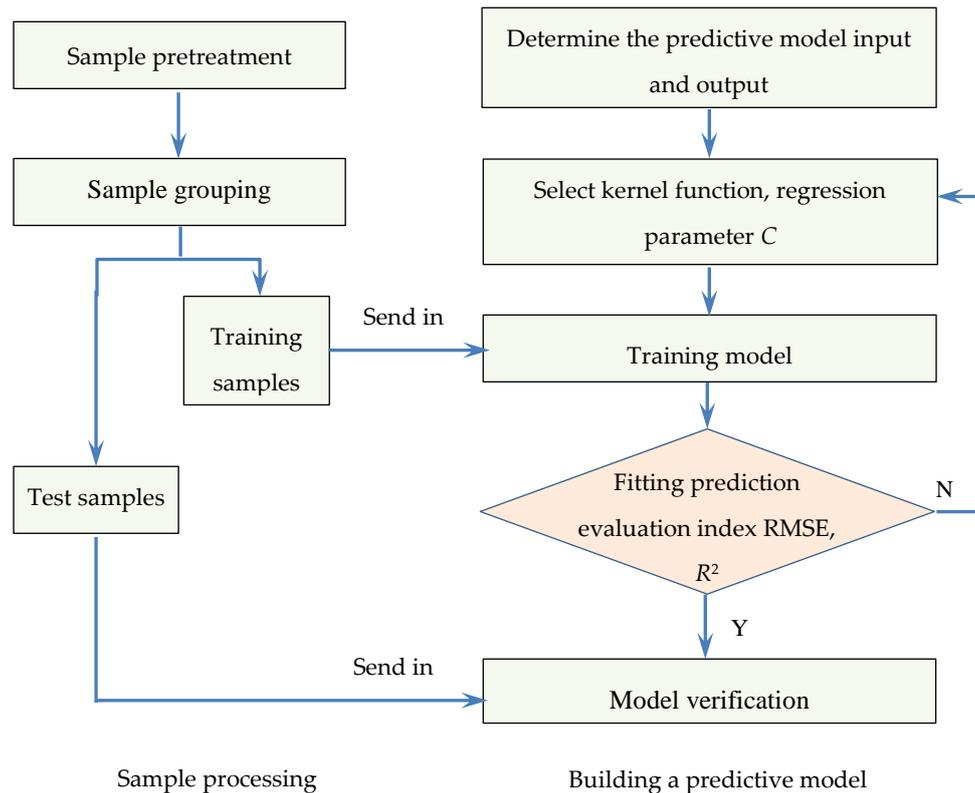 Sample pretreatment
Sample grouping
Training
samples
Send in
Test samples
Send in
Sample processing
Determine the predictive model input
and output
Select kernel function, regression
parameter C
Training model
Fitting prediction
evaluation index RMSE,
R²
N
Y
Model verification
Building a predictive model